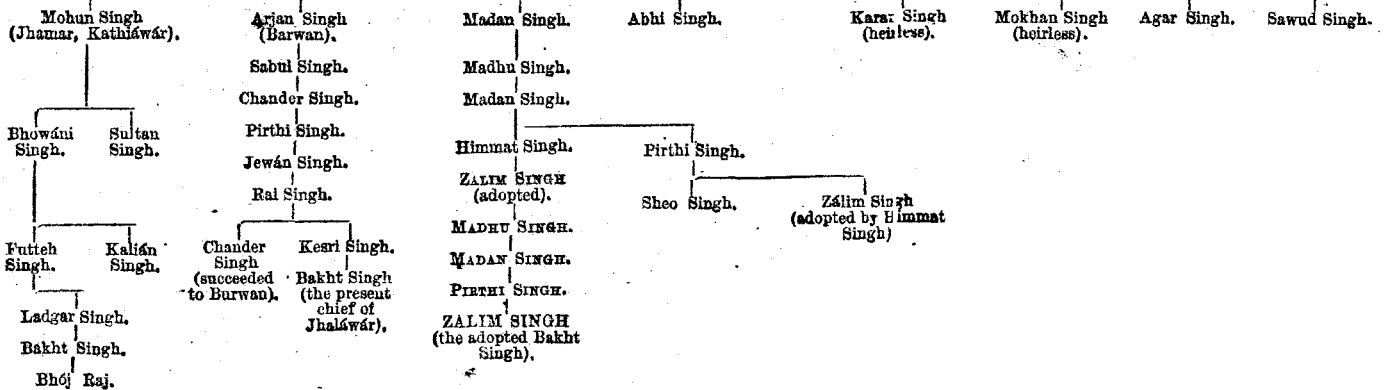 Mohun Singh
(Jhamar, Kathiáwár).
Bhowáni
Singh.
Sultan
Singh.
Futteh
Singh.
Kalián
Singh.
Ladgar Singh.
Bakht Singh.
Bhój Raj.
Arjan Singh
(Barwan).
Sabul Singh.
Chander Singh.
Pirthi Singh.
Jewán Singh.
Rai Singh.
Chander
Singh
(succeeded
to Burwan).
Kesri Singh.
Bakht Singh
(the present
chief of
Jhaláwár).
Madan Singh.
Madhu Singh.
Madan Singh.
Himmat Singh.
ZALIM SINGH
(adopted).
MADHU SINGH.
MADAN SINGH.
PIRTHI SINGH.
ZALIM SINGH
(the adopted Bakht
Singh).
Pirthi Singh.
Sheo Singh.
Zálim Singh
(adopted by Himmat
Singh)
Abhi Singh.
Karaz Singh
(heirless).
Mokhan Singh
(heirless).
Agar Singh.
Sawud Singh.